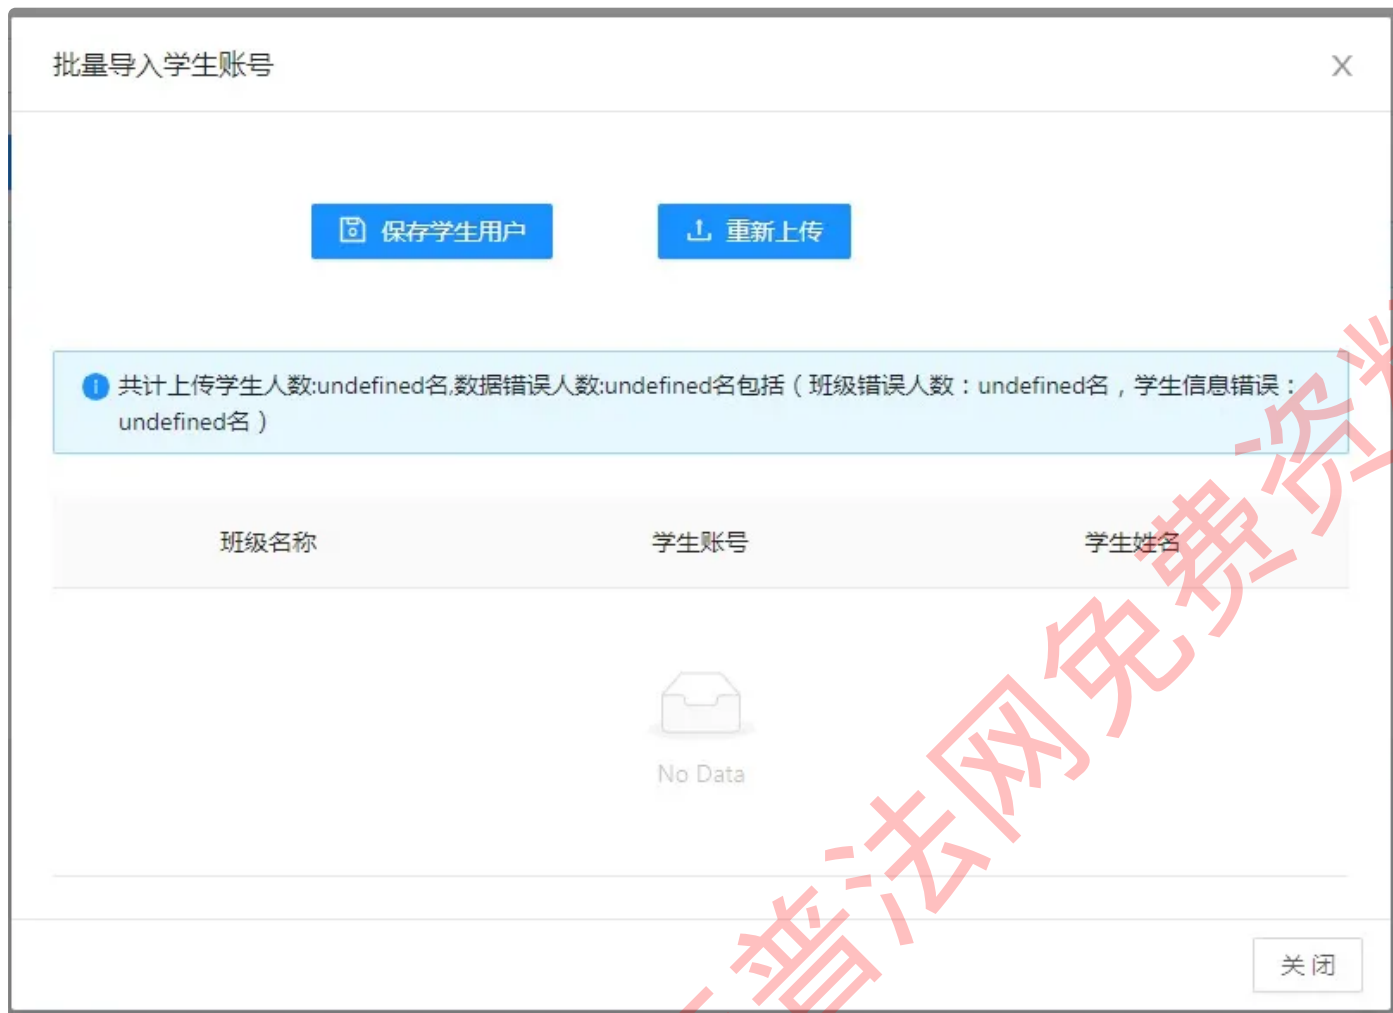 批量导入学生账号
X
保存学生用户
重新上传
共计上传学生人数:undefined名,数据错误人数:undefined名包括（班级错误人数：undefined名，学生信息错误：
undefined名）
班级名称
学生账号
学生姓名
No Data
关 闭
普法网免费资料